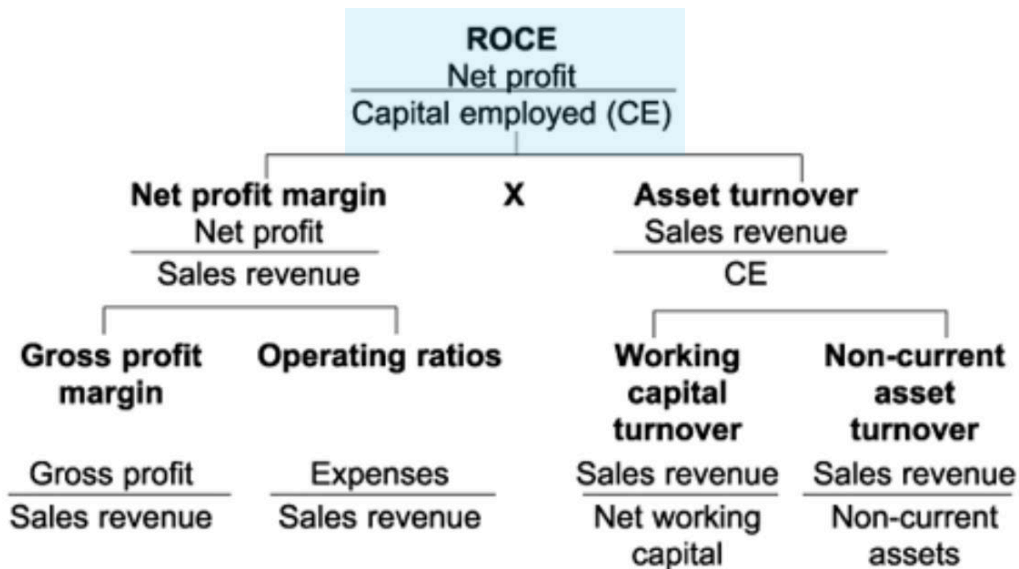 ROCE
Net profit
Capital employed (CE)
Net profit margin X Asset turnover
Net profit Sales revenue
Sales revenue CE
Gross profit Operating ratios Working Non-current
margin capital asset
turnover turnover
Gross profit Expenses Sales revenue Sales revenue
Sales revenue Sales revenue Net working Non-current
capital assets